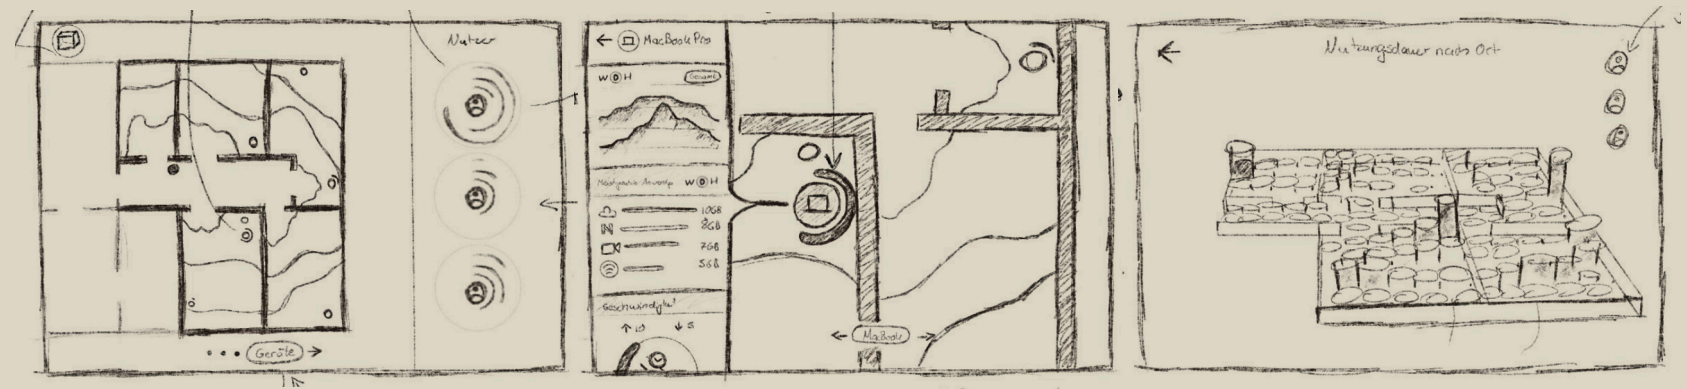 Nutzer
Geräte
MacBook Pro
W D H
Gesamt
W D H
10GB
8GB
N
7GB
5GB
Geschwindigkeit
MacBook
Nutzungsdauer nach Ort